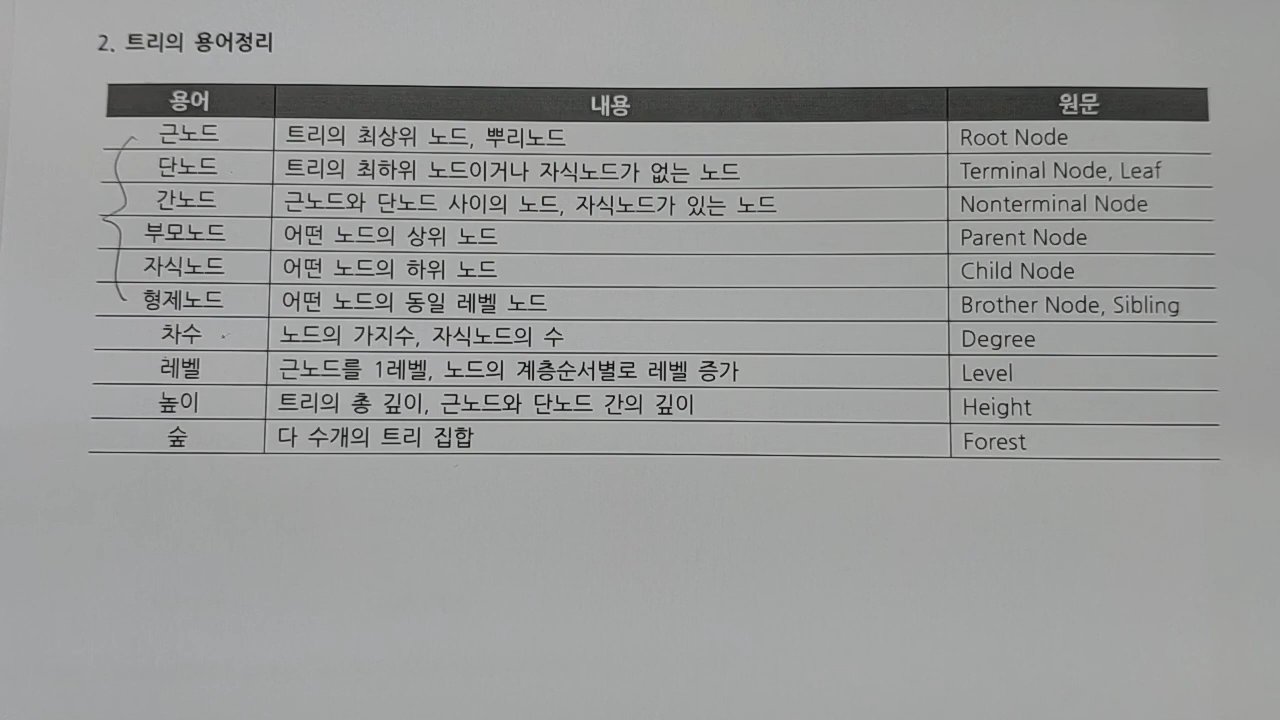 2. 트리의 용어정리
용어 내용 원문
근노드 트리의 최상위 노드, 뿌리노드 Root Node
단노드 트리의 최하위 노드이거나 자식노드가 없는 노드 Terminal Node, Leaf
간노드 근노드와 단노드 사이의 노드, 자식노드가 있는 노드 Nonterminal Node
부모노드 어떤 노드의 상위 노드 Parent Node
자식노드 어떤 노드의 하위 노드 Child Node
형제노드 어떤 노드의 동일 레벨 노드 Brother Node, Sibling
차수 노드의 가지수, 자식노드의 수 Degree
레벨 근노드를 1레벨, 노드의 계층순서별로 레벨 증가 Level
높이 트리의 총 깊이, 근노드와 단노드 간의 깊이 Height
숲 다 수개의 트리 집합 Forest